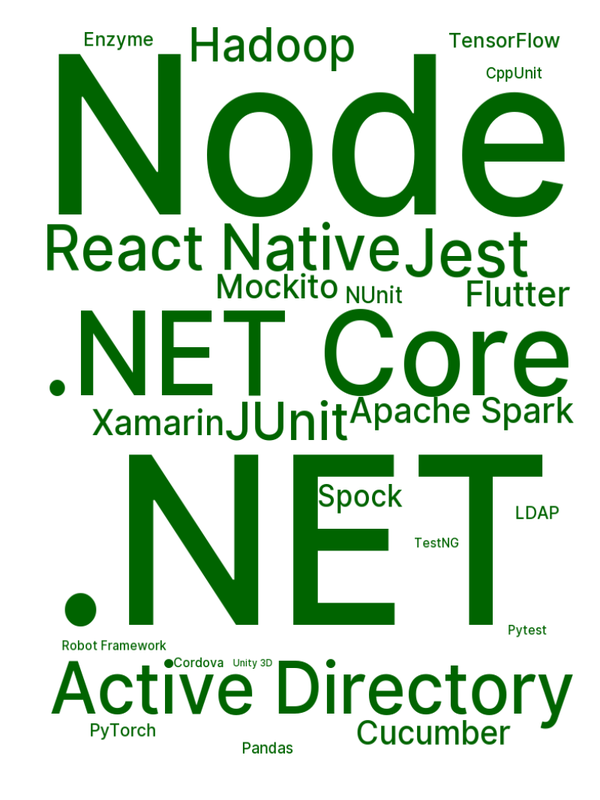 Enzyme
Hadoop
TensorFlow
CppUnit
Node
React Native
Jest
Mockito
NUnit
Flutter
.NET Core
Xamarin
JUnit
Apache Spark
.NET
Spock
LDAP
TestNG
Pytest
Robot Framework
Cordova
Unity 3D
Active Directory
PyTorch
Cucumber
Pandas